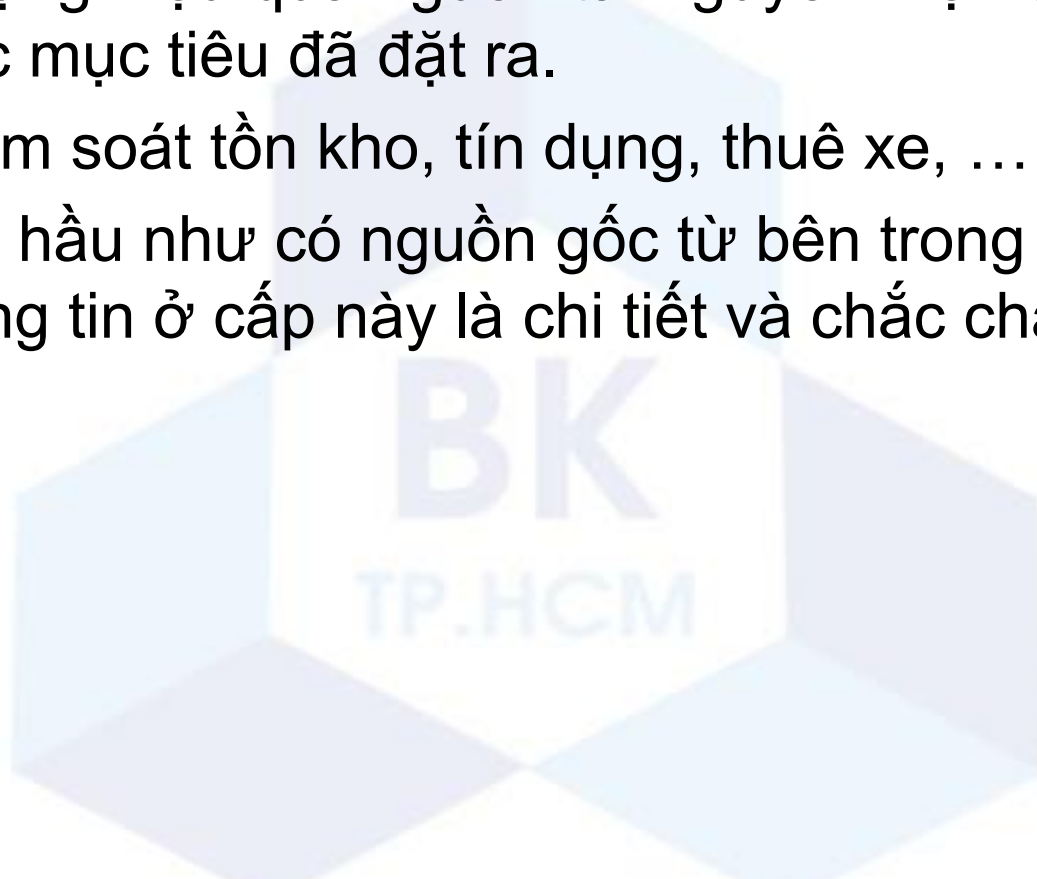 c mục tiêu đã đặt ra.
m soát tồn kho, tín dụng, thuê xe, …
hầu như có nguồn gốc từ bên trong
ng tin ở cấp này là chi tiết và chắc
BK
TP.HCM